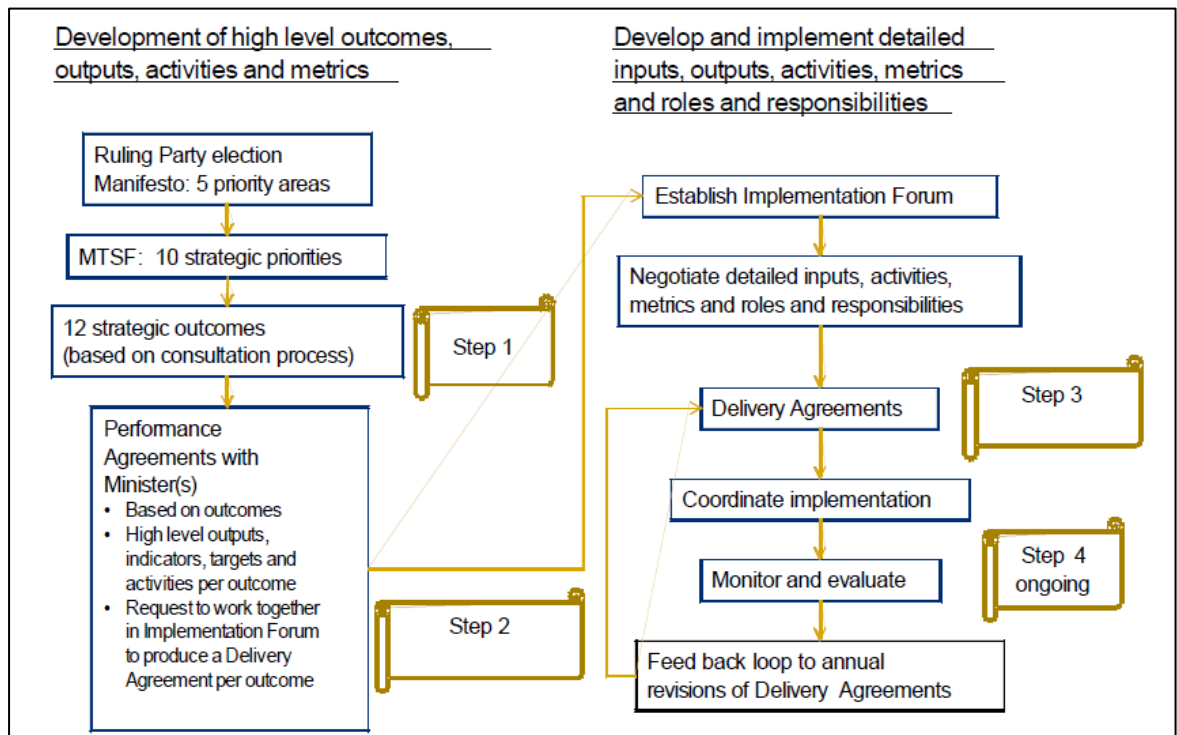 Development of high level outcomes,
outputs, activities and metrics
Ruling Party election
Manifesto: 5 priority areas
MTSF: 10 strategic priorities
12 strategic outcomes
(based on consultation process)
Step 1
Performance
Agreements with
Minister(s)
• Based on outcomes
• High level outputs,
indicators, targets and
activities per outcome
• Request to work together
in Implementation Forum
to produce a Delivery
Agreement per outcome
Step 2
Develop and implement detailed
inputs, outputs, activities, metrics
and roles and responsibilities
Establish Implementation Forum
Negotiate detailed inputs, activities,
metrics and roles and responsibilities
Delivery Agreements
Step 3
Coordinate implementation
Monitor and evaluate
Step 4
ongoing
Feed back loop to annual
revisions of Delivery Agreements